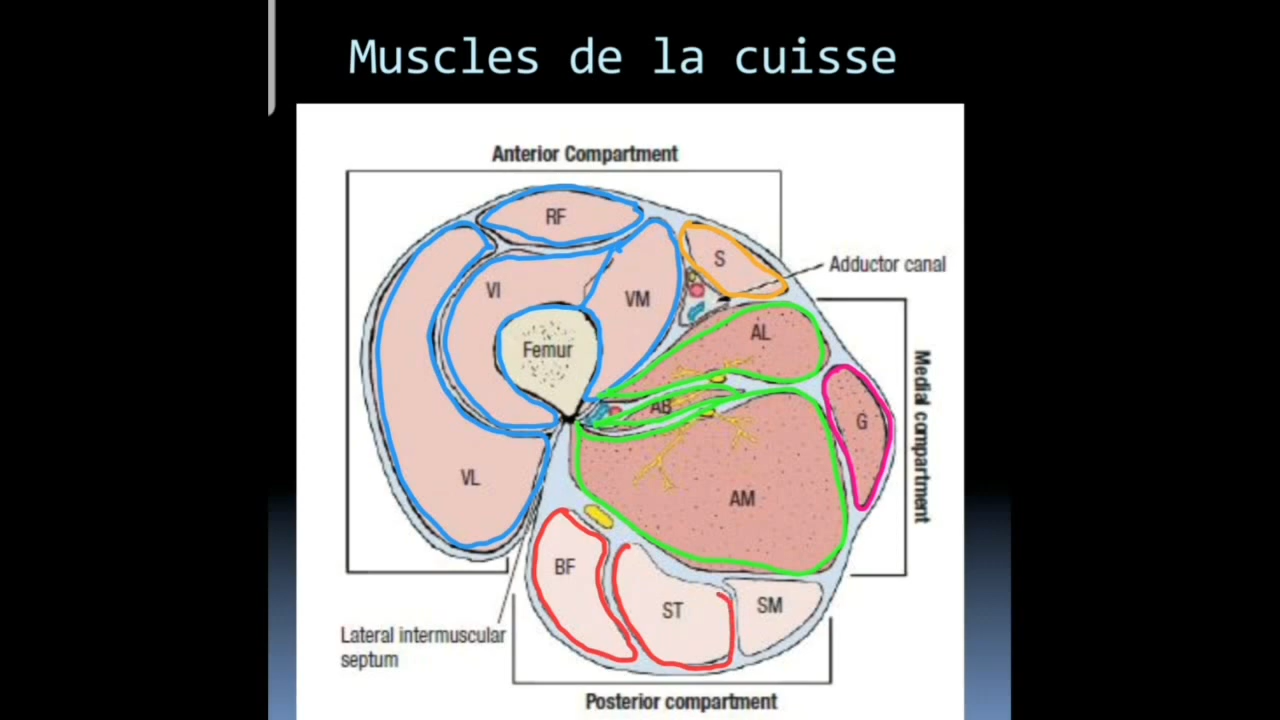 Muscles de la cuisse
Anterior Compartment
RF
S
Adductor canal
VI
VM
AL
Femur
Medial compartment
AB
G
VL
AM
BF
ST
SM
Lateral intermuscular
septum
Posterior compartment